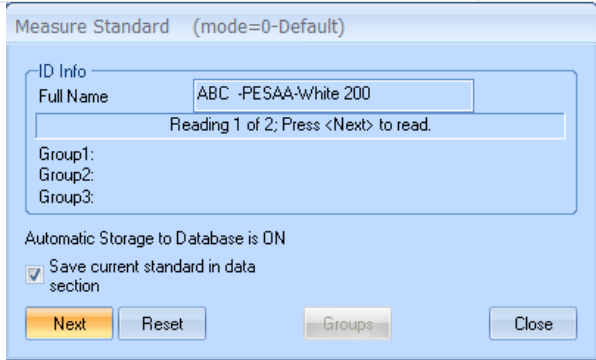 Measure Standard (mode=0-Default)
ID Info
Full Name ABC -PESAA-White 200
Reading 1 of 2; Press <Next> to read.
Group1:
Group2:
Group3:
Automatic Storage to Database is ON
Save current standard in data
section
Next Reset Groups Close